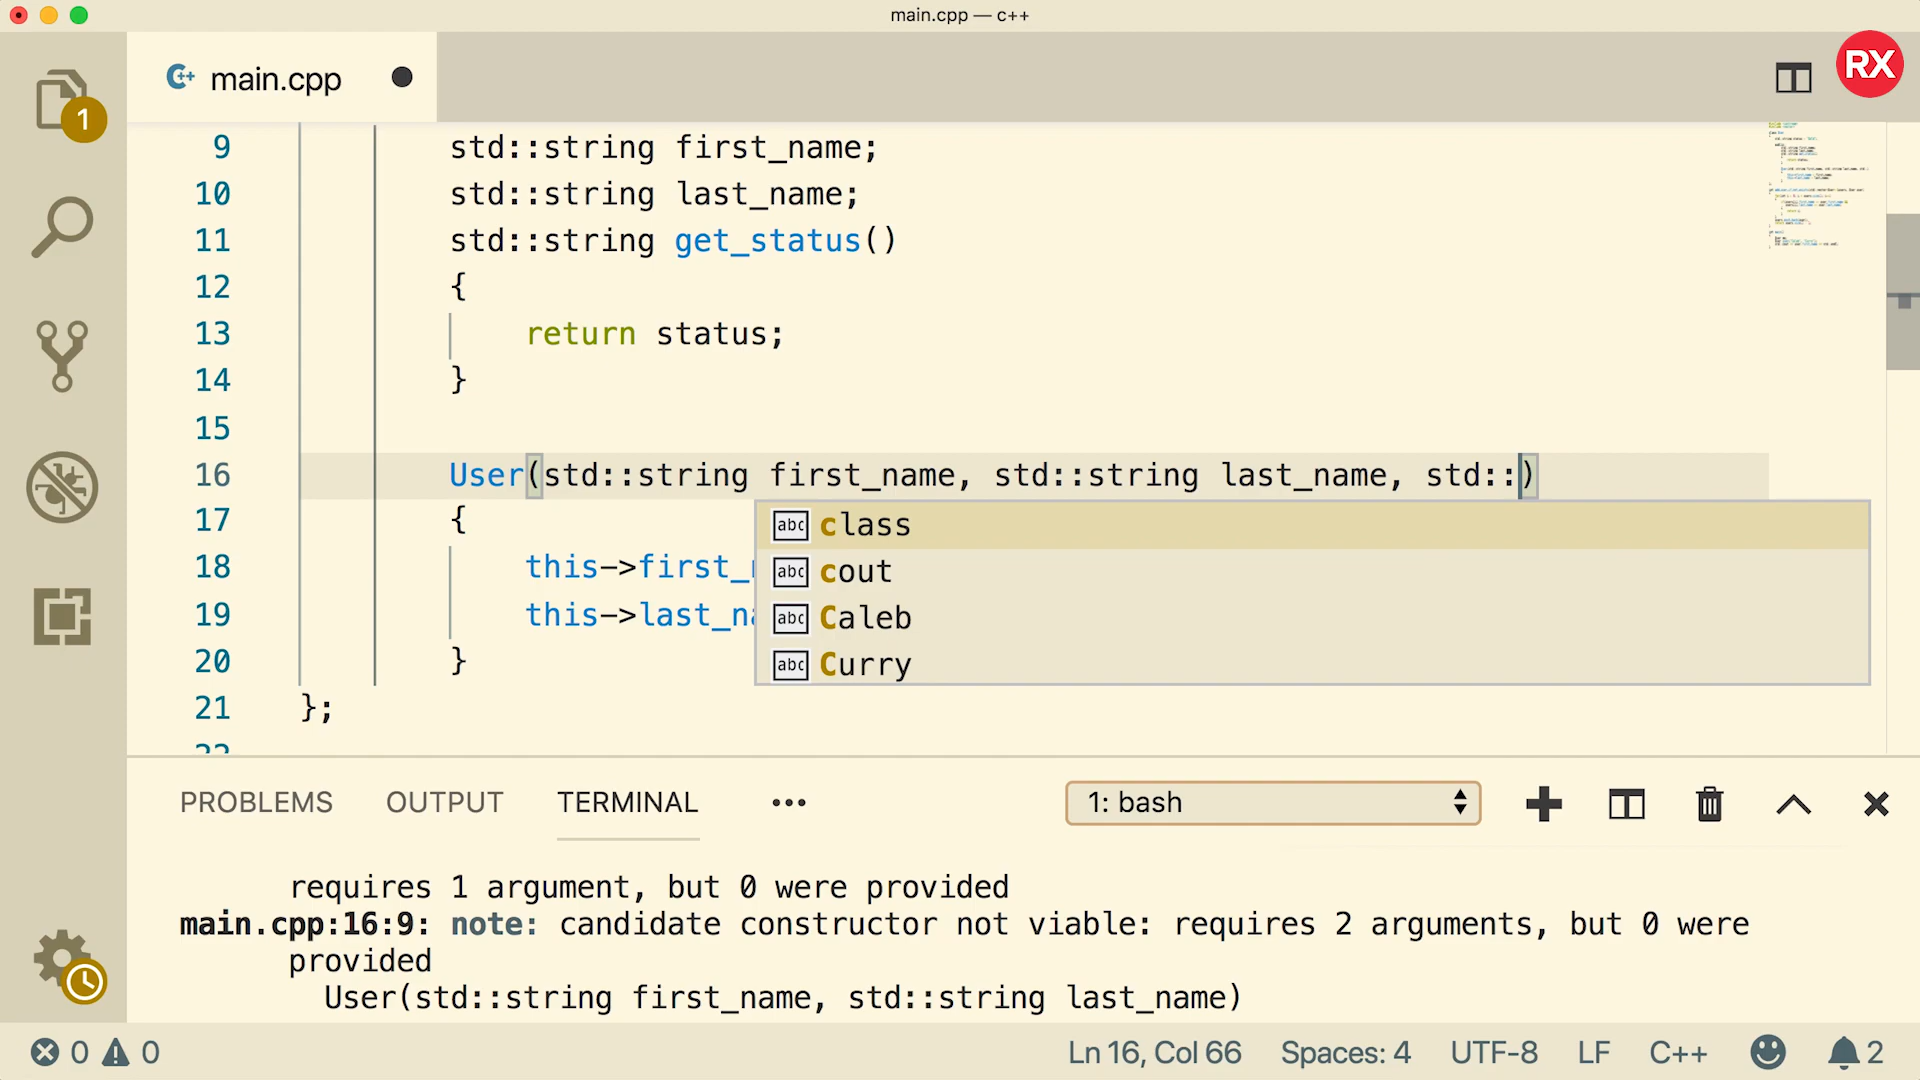 main.cpp — c++
main.cpp
RX
1
9 std::string first_name;
10 std::string last_name;
11 std::string get_status()
12 {
13 return status;
14 }
15
16 User(std::string first_name, std::string last_name, std::)
17 {
18 this->first_
19 this->last_na
20 }
21 };
22
abc class
abc cout
abc Caleb
abc Curry
PROBLEMS OUTPUT TERMINAL ••• 1: bash
requires 1 argument, but 0 were provided
main.cpp:16:9: note: candidate constructor not viable: requires 2 arguments, but 0 were
provided
User(std::string first_name, std::string last_name)
0 0 Ln 16, Col 66 Spaces: 4 UTF-8 LF C++ 2